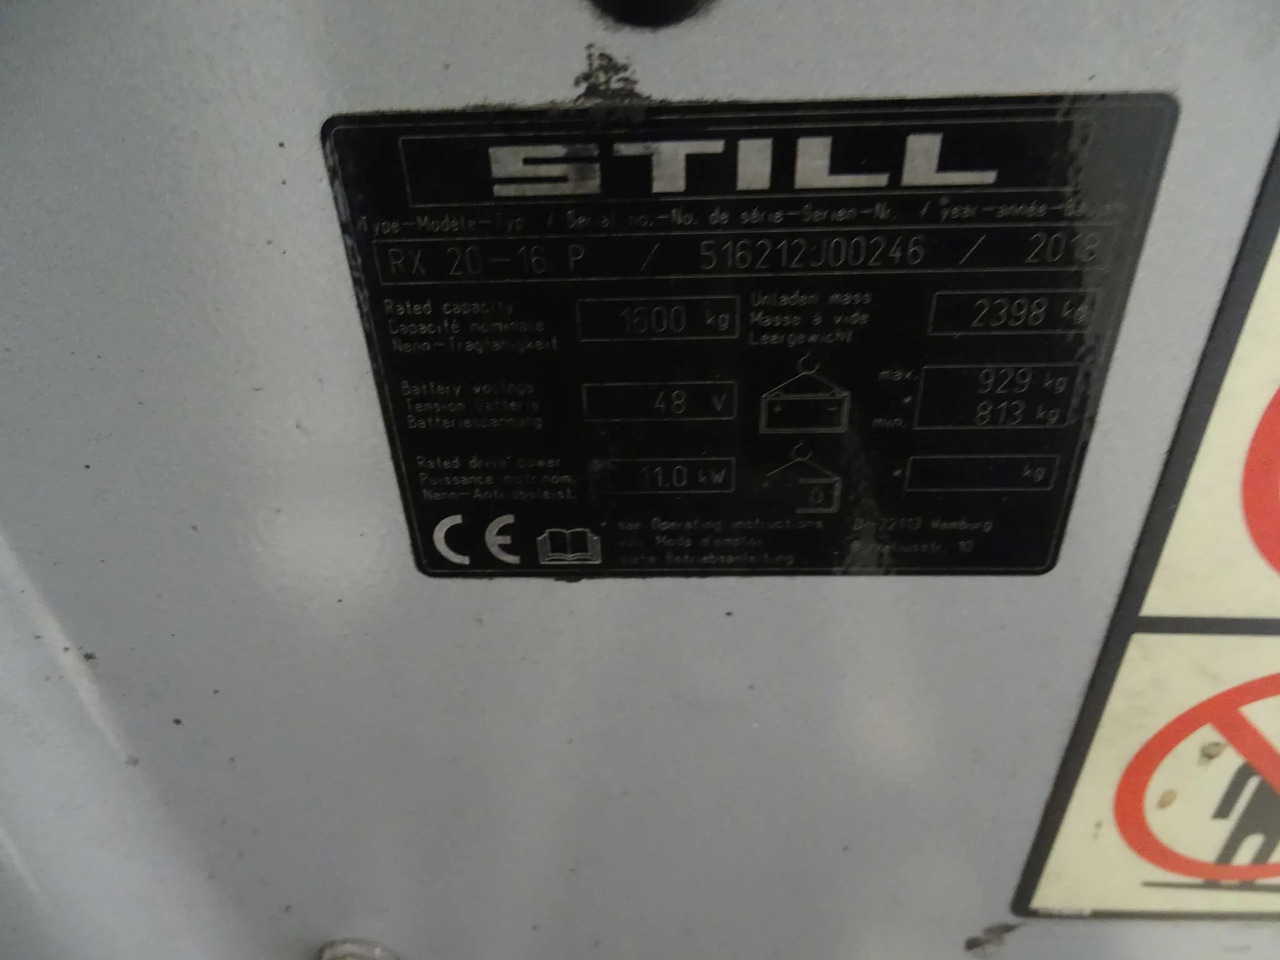 STILL
Type-Modèle-Typ / Serial no.-No. de série-Serien-Nr. / year-année-Baujahr
RX 20-16 P / 516212J00246 / 2018
Rated capacity
Capacité nominale
Nenn-Tragfähigkeit
1600 kg
Unladen mass
Masse à vide
Leergewicht
2398 kg
Battery voltage
Tension batterie
Batteriespannung
48 V
max. 929 kg
* min. 813 kg
Rated drive power
Puissance motr.nom.
Nenn-Antriebsleist.
11.0 kW
* kg
CE
* see Operating instructions
voir Mode d'emploi
siehe Betriebsanleitung
Hamburg
10